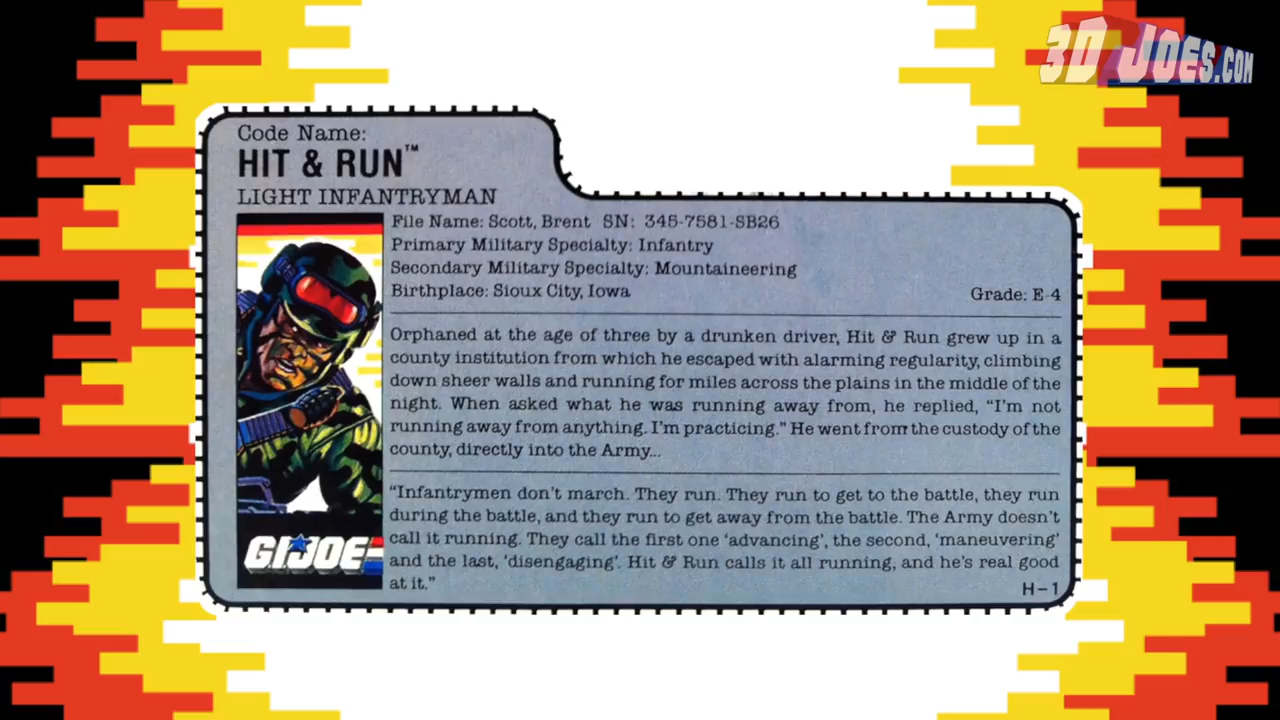 3D JOES.COM
Code Name:
HIT & RUN™
LIGHT INFANTRYMAN
File Name: Scott, Brent SN: 345-7581-SB26
Primary Military Specialty: Infantry
Secondary Military Specialty: Mountaineering
Birthplace: Sioux City, Iowa
Grade: E-4
Orphaned at the age of three by a drunken driver, Hit & Run grew up in a
county institution from which he escaped with alarming regularity, climbing
down sheer walls and running for miles across the plains in the middle of the
night. When asked what he was running away from, he replied, “I'm not
running away from anything. I'm practicing.” He went from the custody of the
county, directly into the Army...
“Infantrymen don't march. They run. They run to get to the battle, they run
during the battle, and they run to get away from the battle. The Army doesn't
call it running. They call the first one ‘advancing’, the second, ‘maneuvering’
and the last, ‘disengaging’. Hit & Run calls it all running, and he's real good
at it.”
H-1
G.I.JOE